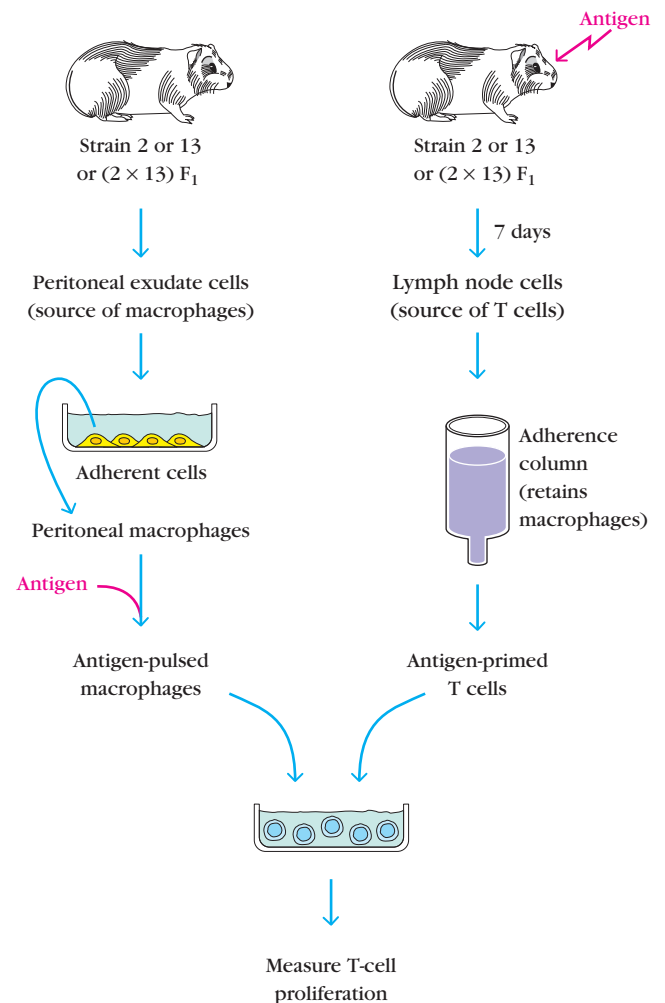 Antigen
Strain 2 or 13
or (2 × 13) F₁
Strain 2 or 13
or (2 × 13) F₁
7 days
Peritoneal exudate cells
(source of macrophages)
Lymph node cells
(source of T cells)
Adherent cells
Adherence
column
(retains
macrophages)
Peritoneal macrophages
Antigen
Antigen-pulsed
macrophages
Antigen-primed
T cells
Measure T-cell
proliferation